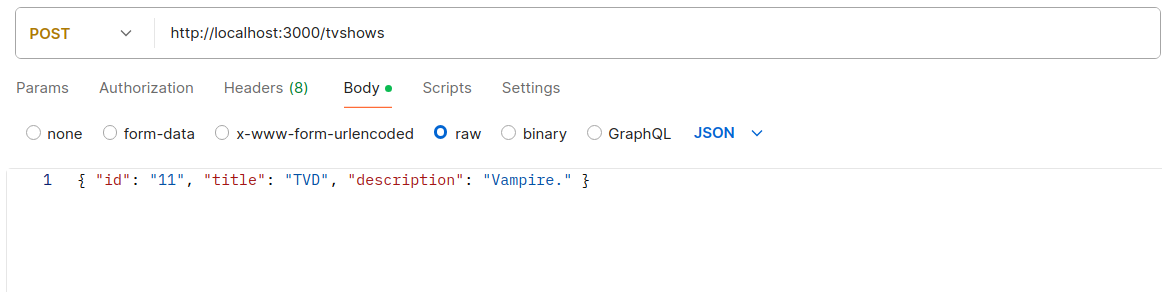 POST http://localhost:3000/tvshows
Params Authorization Headers (8) Body Scripts Settings
none form-data x-www-form-urlencoded raw binary GraphQL JSON
1 { "id": "11", "title": "TVD", "description": "Vampire." }